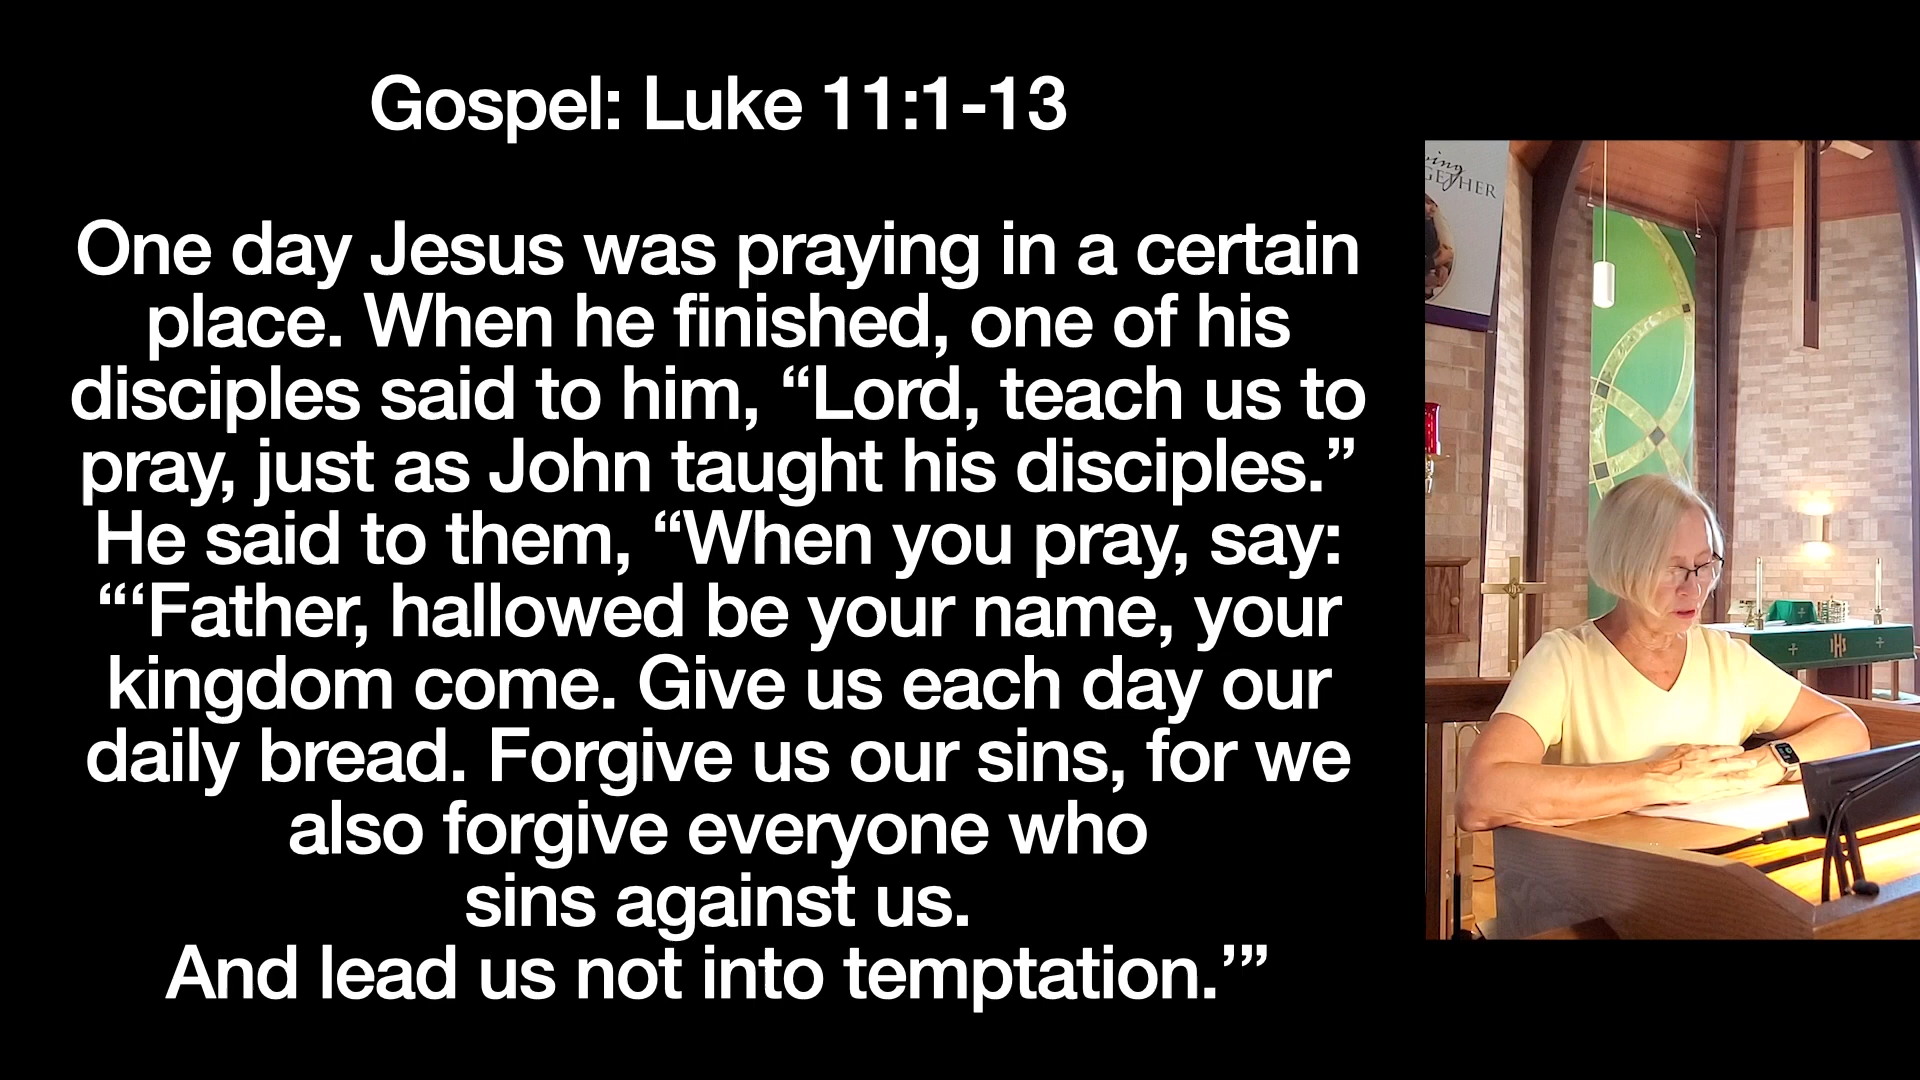 Gospel: Luke 11:1-13
One day Jesus was praying in a certain
place. When he finished, one of his
disciples said to him, “Lord, teach us to
pray, just as John taught his disciples.”
He said to them, “When you pray, say:
“‘Father, hallowed be your name, your
kingdom come. Give us each day our
daily bread. Forgive us our sins, for we
also forgive everyone who
sins against us.
And lead us not into temptation.’”
IHS